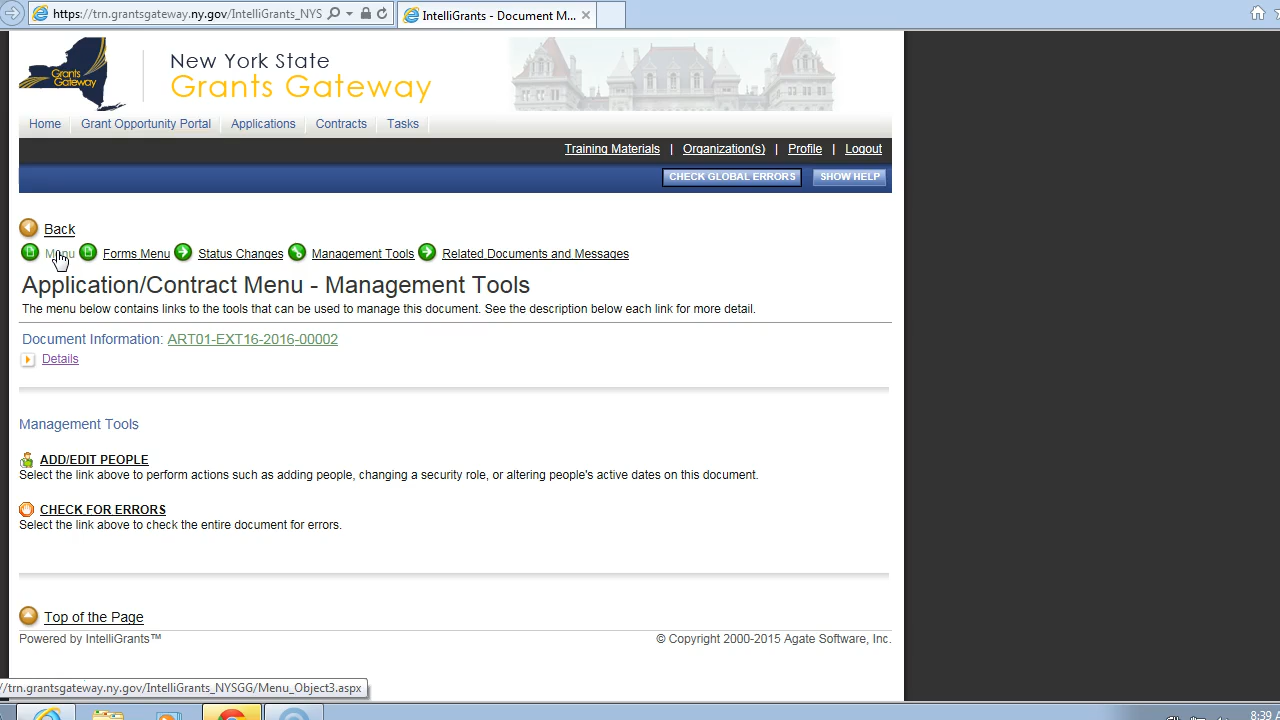 https://trn.grantsgateway.ny.gov/IntelliGrants_NYS
IntelliGrants - Document M...
Grants
Gateway
New York State
Grants Gateway
Home Grant Opportunity Portal Applications Contracts Tasks
Training Materials | Organization(s) | Profile | Logout
CHECK GLOBAL ERRORS SHOW HELP
Back
Menu Forms Menu Status Changes Management Tools Related Documents and Messages
Application/Contract Menu - Management Tools
The menu below contains links to the tools that can be used to manage this document. See the description below each link for more detail.
Document Information: ART01-EXT16-2016-00002
Details
Management Tools
ADD/EDIT PEOPLE
Select the link above to perform actions such as adding people, changing a security role, or altering people's active dates on this document.
CHECK FOR ERRORS
Select the link above to check the entire document for errors.
Top of the Page
Powered by IntelliGrants™ © Copyright 2000-2015 Agate Software, Inc.
//trn.grantsgateway.ny.gov/IntelliGrants_NYSGG/Menu_Object3.aspx
8:39 A